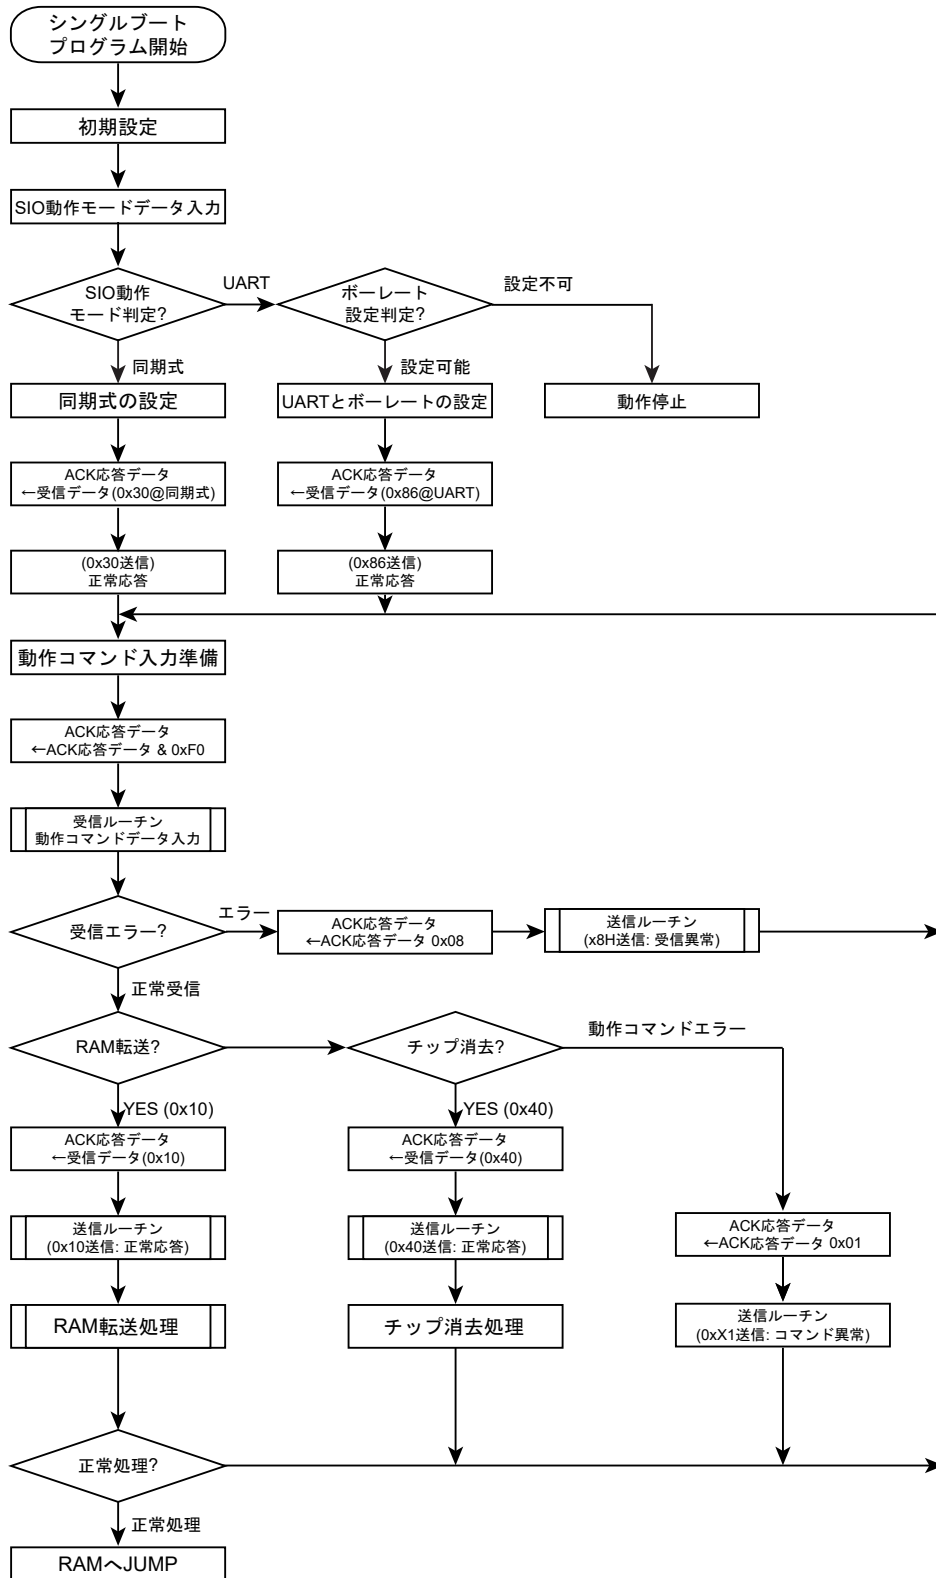 シングルブート
プログラム開始
初期設定
SIO動作モードデータ入力
SIO動作
モード判定?
UART
ボーレート
設定判定?
設定不可
同期式
設定可能
同期式の設定
UARTとボーレートの設定
動作停止
ACK応答データ
←受信データ(0x30@同期式)
ACK応答データ
←受信データ(0x86@UART)
(0x30送信)
正常応答
(0x86送信)
正常応答
動作コマンド入力準備
ACK応答データ
←ACK応答データ & 0xF0
受信ルーチン
動作コマンドデータ入力
受信エラー?
エラー
ACK応答データ
←ACK応答データ 0x08
送信ルーチン
(x8H送信: 受信異常)
正常受信
RAM転送?
チップ消去?
動作コマンドエラー
YES (0x10)
YES (0x40)
ACK応答データ
←受信データ(0x10)
ACK応答データ
←受信データ(0x40)
送信ルーチン
(0x10送信: 正常応答)
送信ルーチン
(0x40送信: 正常応答)
ACK応答データ
←ACK応答データ 0x01
RAM転送処理
チップ消去処理
送信ルーチン
(0xX1送信: コマンド異常)
正常処理?
正常処理
RAMへJUMP